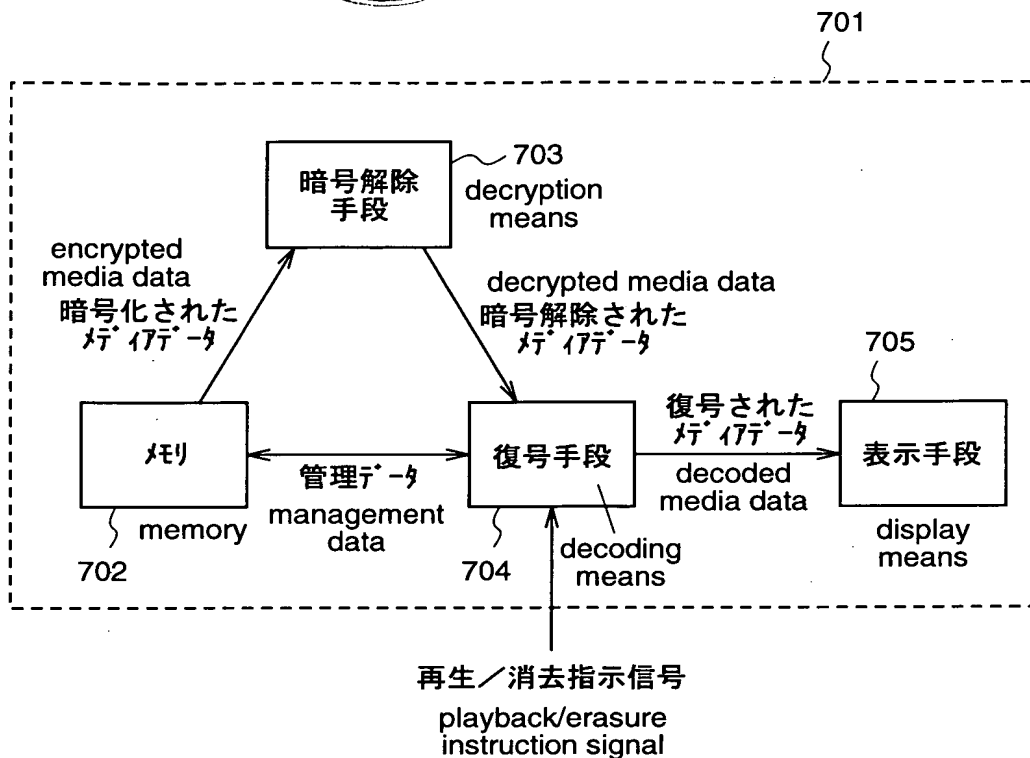 701
暗号解除
手段
703
decryption
means
encrypted
media data
暗号化された
ﾒﾃﾞｨｱﾃﾞｰﾀ
decrypted media data
暗号解除された
ﾒﾃﾞｨｱﾃﾞｰﾀ
705
ﾒﾓﾘ
管理ﾃﾞｰﾀ
復号手段
復号された
ﾒﾃﾞｨｱﾃﾞｰﾀ
表示手段
702
memory
management
data
704
decoding
means
decoded
media data
display
means
再生／消去指示信号
playback/erasure
instruction signal